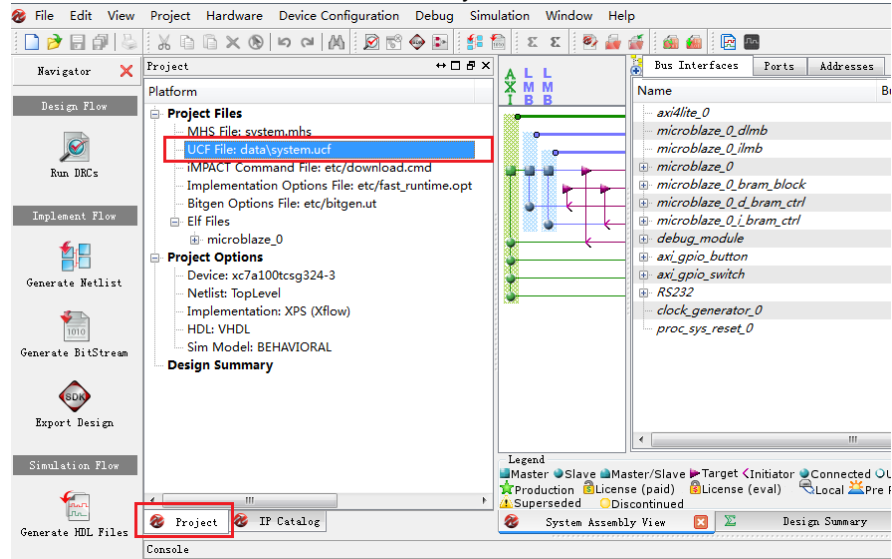 File Edit View Project Hardware Device Configuration Debug Simulation Window Help
Navigator
Design Flow
Run DRCs
Implement Flow
Generate Netlist
1010
Generate BitStream
SDK
Export Design
Simulation Flow
Generate HDL Files
Project
Platform
Project Files
MHS File: system.mhs
UCF File: data\system.ucf
iMPACT Command File: etc/download.cmd
Implementation Options File: etc/fast_runtime.opt
Bitgen Options File: etc/bitgen.ut
Elf Files
microblaze_0
Project Options
Device: xc7a100tcsg324-3
Netlist: TopLevel
Implementation: XPS (Xflow)
HDL: VHDL
Sim Model: BEHAVIORAL
Design Summary
Project IP Catalog
Console
A L L
X M M
I B B
Bus Interfaces Ports Addresses
Name
axi4lite_0
microblaze_0_dlmb
microblaze_0_ilmb
microblaze_0
microblaze_0_bram_block
microblaze_0_d_bram_ctrl
microblaze_0_i_bram_ctrl
debug_module
axi_gpio_button
axi_gpio_switch
RS232
clock_generator_0
proc_sys_reset_0
Legend
Master Slave Master/Slave Target Initiator Connected
Production License (paid) License (eval) Local Pre
Superseded Discontinued
System Assembly View Design Summary